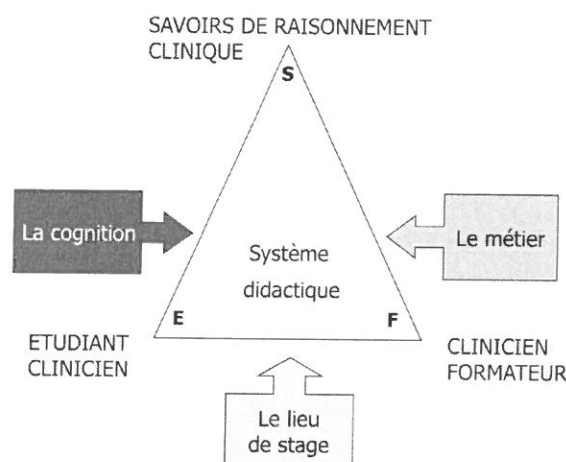 SAVOIRS DE RAISONNEMENT
CLINIQUE
S
La cognition
Le métier
Système
didactique
E
F
ETUDIANT
CLINICIEN
CLINICIEN
FORMATEUR
Le lieu
de stage